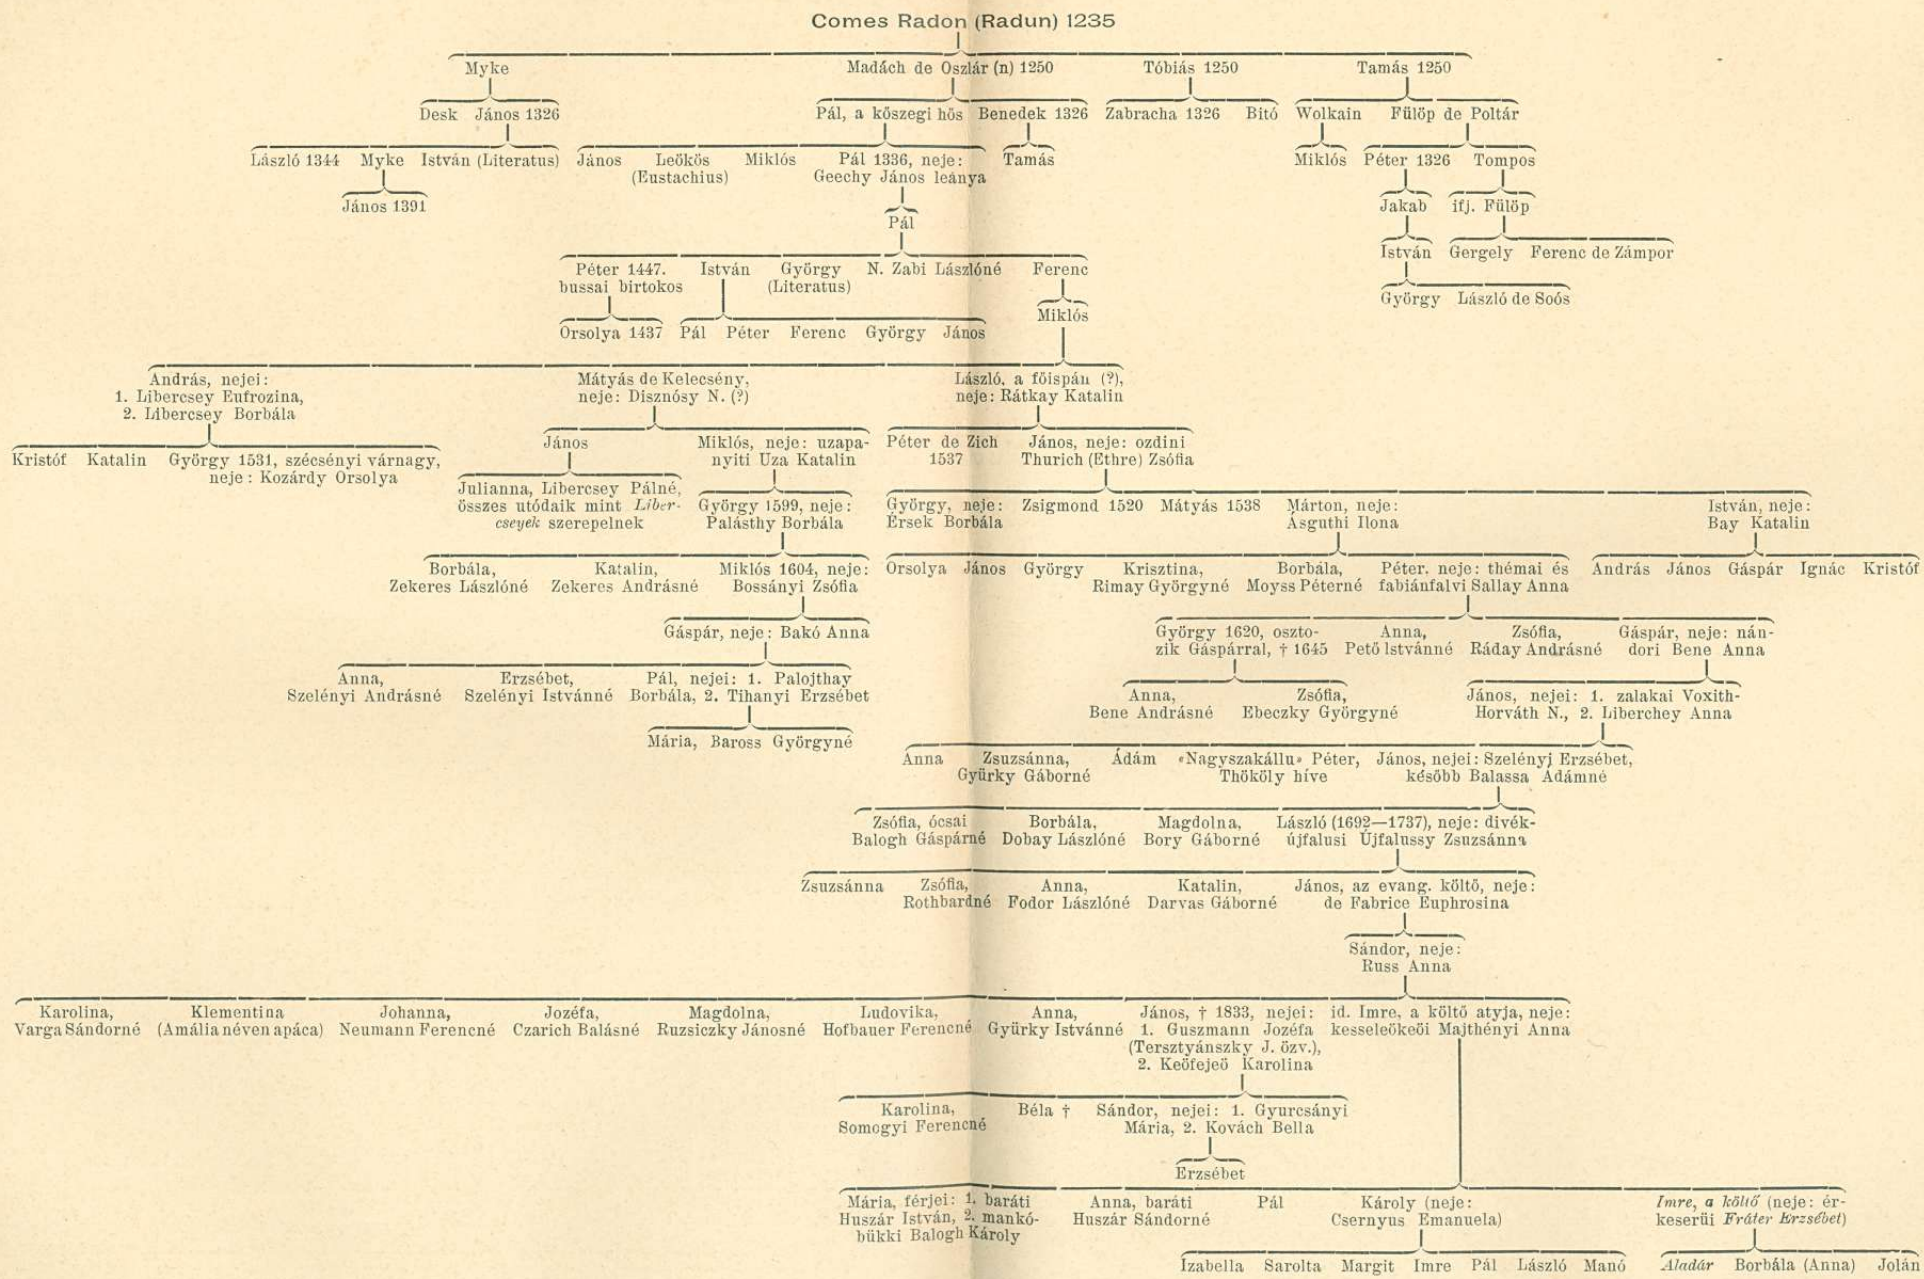 Comes Radon (Radun) 1235
Myke Madách de Oszlár (n) 1250 Tóbiás 1250 Tamás 1250
Desk János 1326 Pál, a kőszegi hős Benedek 1326 Zabracha 1326 Bitó Wolkain Fülöp de Poltár
László 1344 Myke István (Literatus) János Leökös Miklós Pál 1336, neje: Tamás Miklós Péter 1326 Tompos
(Eustachius) Geechy János leánya
János 1391 Jakab ifj. Fülöp
Pál
István Gergely Ferenc de Zámpor
Péter 1447. István György N. Zabi Lászlóné Ferenc
bussai birtokos (Literatus)
György László de Soós
Miklós
Orsolya 1437 Pál Péter Ferenc György János
András, nejei: Mátyás de Kelecsény, László, a főispán (?),
1. Libercsey Eufrozina, neje: Disznósy N. (?) neje: Rátkay Katalin
2. Libercsey Borbála
János Miklós, neje: uzapa- Péter de Zich János, neje: ozdini
Kristóf Katalin György 1531, szécsényi várnagy, nyiti Uza Katalin 1537 Thurich (Ethre) Zsófia
neje: Kozárdy Orsolya
Julianna, Libercsey Pálné,
összes utódaik mint Liber- György 1599, neje: György, neje: Zsigmond 1520 Mátyás 1538 Márton, neje: István, neje:
cseyek szerepelnek Palásthy Borbála Érsek Borbála Ásguthi Ilona Bay Katalin
Borbála, Katalin, Miklós 1604, neje: Orsolya János György Krisztina, Borbála, Péter. neje: thémai és András János Gáspár Ignác Kristóf
Zekeres Lászlóné Zekeres Andrásné Bossányi Zsófia Rimay Györgyné Moyss Péterné fabiánfalvi Sallay Anna
Gáspár, neje: Bakó Anna György 1620, oszto- Anna, Zsófia, Gáspár, neje: nán-
zik Gáspárral, † 1645 Pető Istvánné Ráday Andrásné dori Bene Anna
Anna, Erzsébet, Pál, nejei: 1. Palojthay
Szelényi Andrásné Szelényi Istvánné Borbála, 2. Tihanyi Erzsébet Anna, Zsófia, János, nejei: 1. zalakai Voxith-
Bene Andrásné Ebeczky Györgyné Horváth N., 2. Liberchey Anna
Mária, Baross Györgyné
Anna Zsuzsánna, Ádám «Nagyszakállu» Péter, János, nejei: Szelényj Erzsébet,
Gyürky Gáborné Thököly híve később Balassa Ádámné
Zsófia, ócsai Borbála, Magdolna, László (1692—1737), neje: divék-
Balogh Gáspárné Dobay Lászlóné Bory Gáborné újfalusi Újfalussy Zsuzsánna
Zsuzsánna Zsófia, Anna, Katalin, János, az evang. költő, neje:
Rothbardné Fodor Lászlóné Darvas Gáborné de Fabrice Euphrosina
Sándor, neje:
Russ Anna
Karolina, Klementina Johanna, Jozéfa, Magdolna, Ludovika, Anna, János, † 1833, nejei: id. Imre, a költő atyja, neje:
Varga Sándorné (Amália néven apáca) Neumann Ferencné Czarich Balásné Ruzsiczky Jánosné Hofbauer Ferencné Gyürky Istvánné 1. Guszmann Jozéfa kesseleökeöi Majthényi Anna
(Tersztyánszky J. özv.),
2. Keöfejeö Karolina
Karolina, Béla † Sándor, nejei: 1. Gyurcsányi
Somogyi Ferencné Mária, 2. Kovách Bella
Erzsébet
Mária, férjei: 1. baráti Anna, baráti Pál Károly (neje: Imre, a költő (neje: ér-
Huszár István, 2. mankó- Huszár Sándorné Csernyus Emanuela) keserüi Fráter Erzsébet)
bükki Balogh Károly
Izabella Sarolta Margit Imre Pál László Manó Aladár Borbála (Anna) Jolán